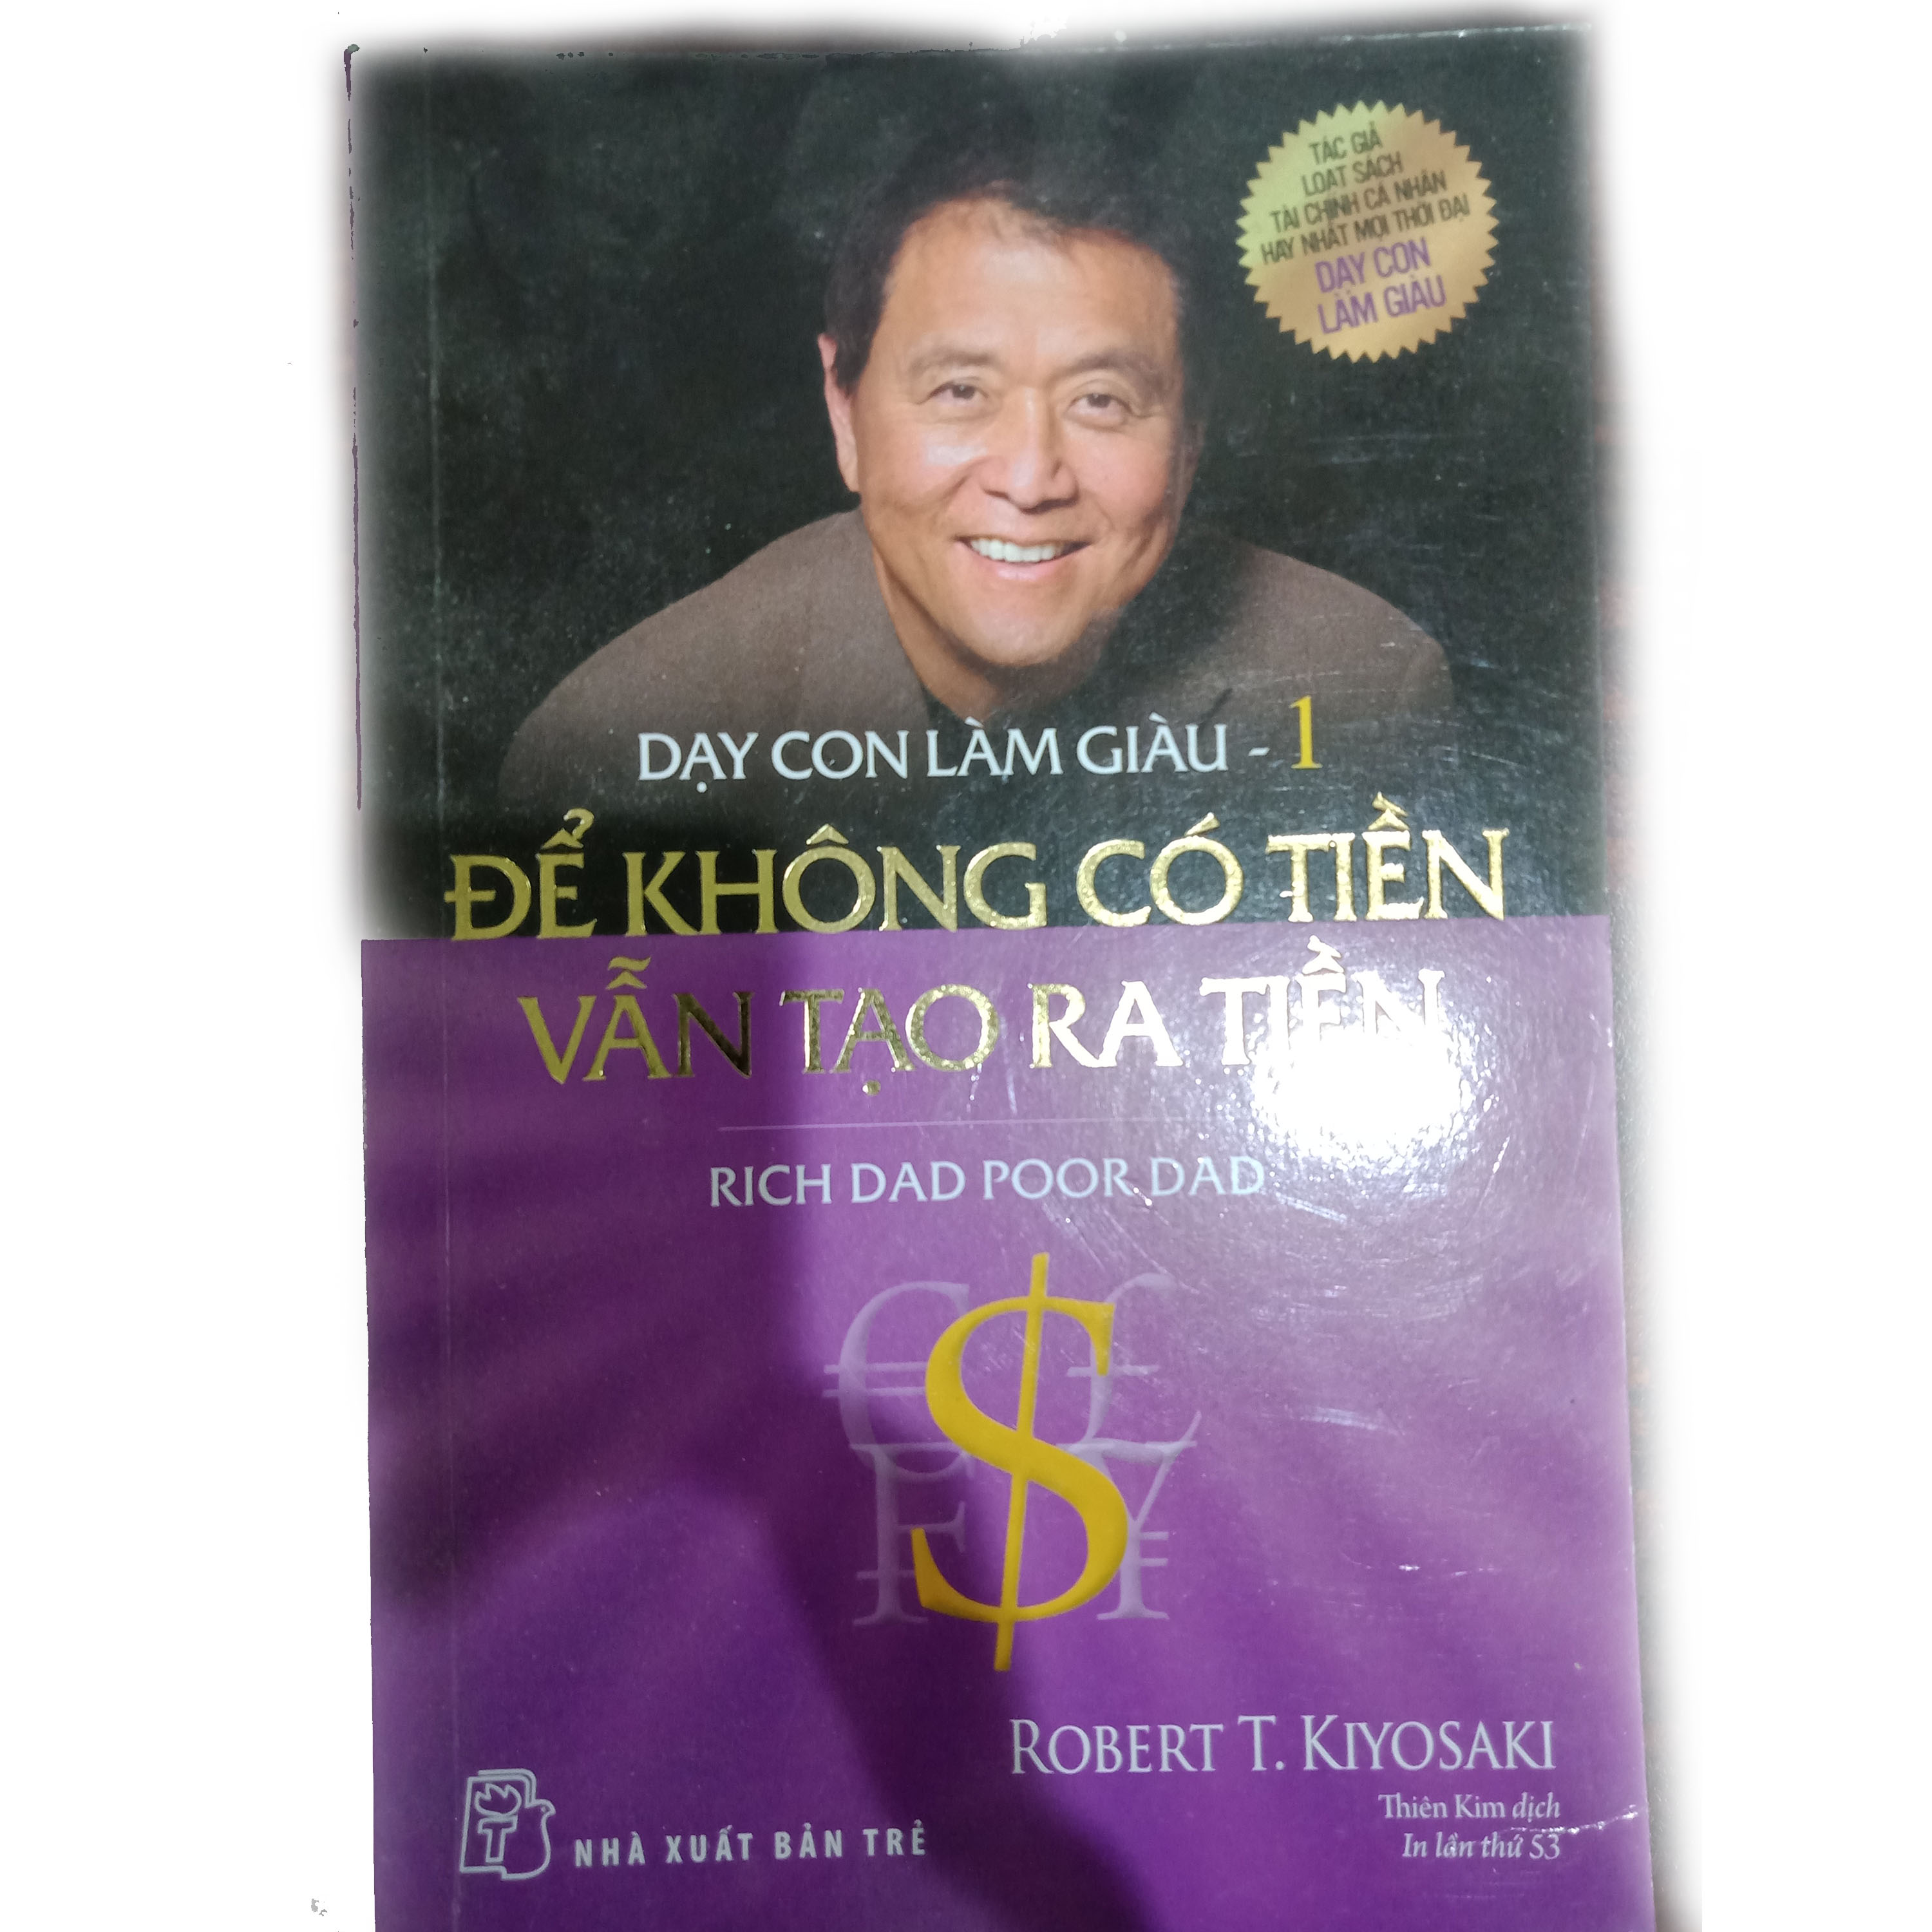 TÁC GIẢ
LOẠT SÁCH
TÀI CHÍNH CÁ NHÂN
HAY NHẤT MỌI THỜI ĐẠI
DẠY CON
LÀM GIÀU
DẠY CON LÀM GIÀU - 1
ĐỂ KHÔNG CÓ TIỀN
VẪN TẠO RA TIỀN
RICH DAD POOR DAD
€ £
$
₣ ¥
ROBERT T. KIYOSAKI
Thiên Kim dịch
In lần thứ 53
T
NHÀ XUẤT BẢN TRẺ